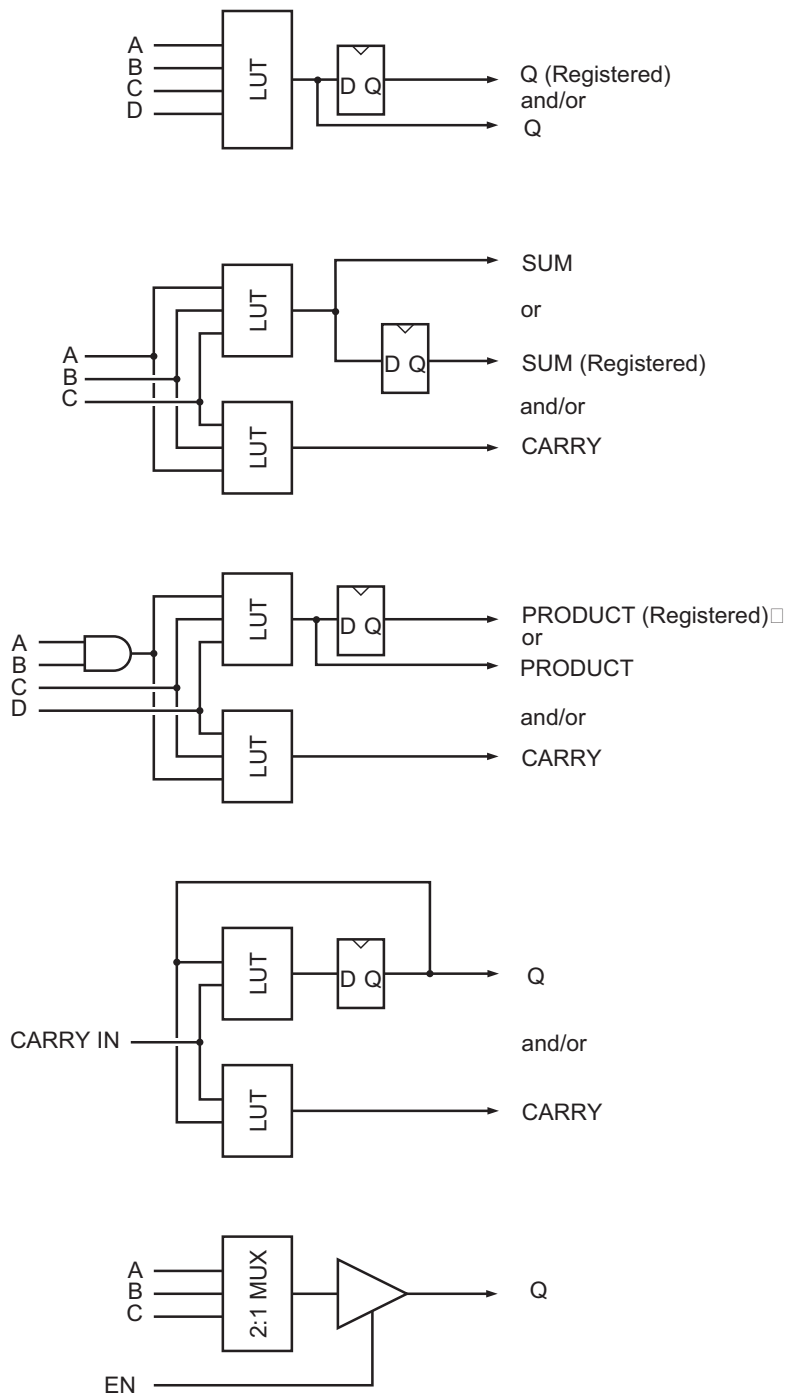 A
B
C
D
LUT
D Q
Q (Registered)
and/or
Q
A
B
C
LUT
LUT
D Q
SUM
or
SUM (Registered)
and/or
CARRY
A
B
C
D
LUT
LUT
D Q
PRODUCT (Registered)□
or
PRODUCT
and/or
CARRY
CARRY IN
LUT
LUT
D Q
Q
and/or
CARRY
A
B
C
EN
2:1 MUX
Q